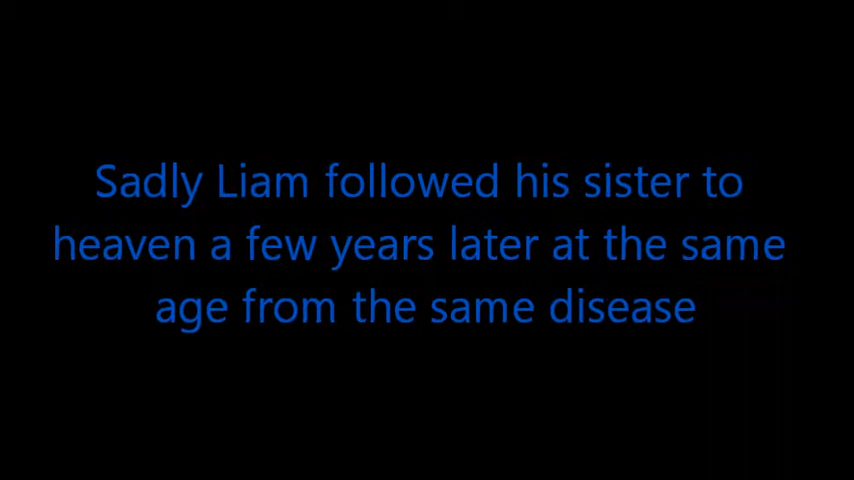 Sadly Liam followed his sister to
heaven a few years later at the same
age from the same disease